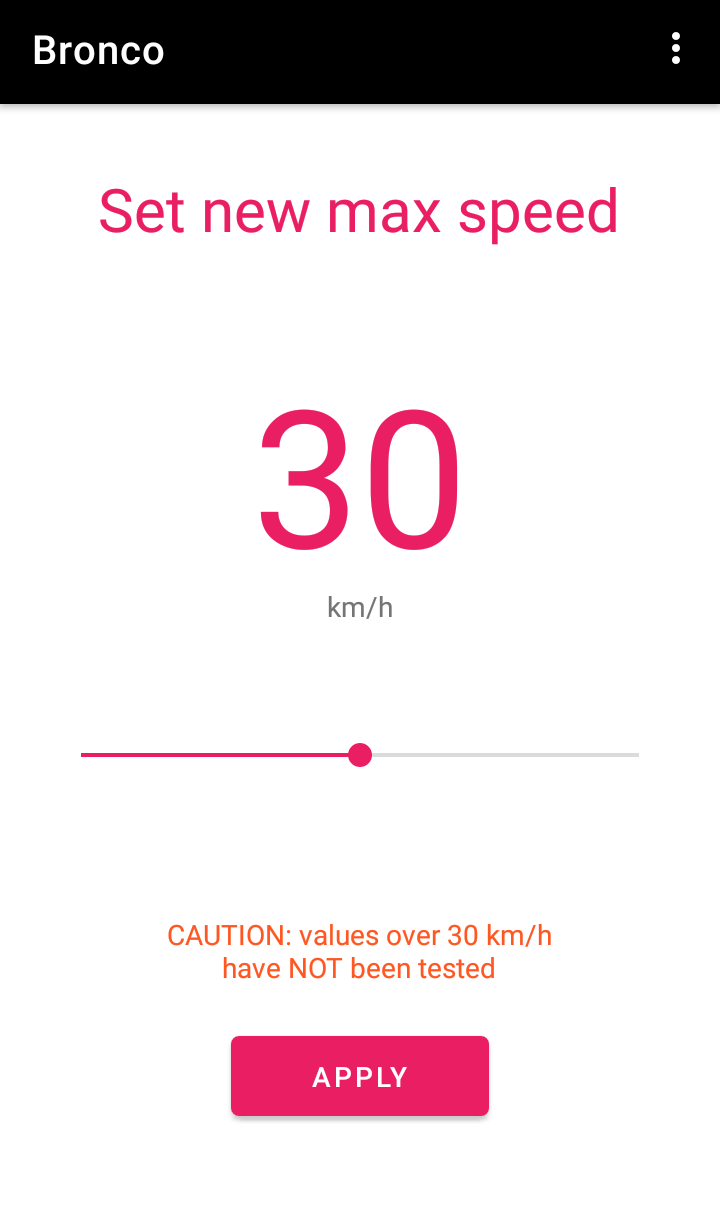 Bronco
Set new max speed
30
km/h
CAUTION: values over 30 km/h
have NOT been tested
APPLY